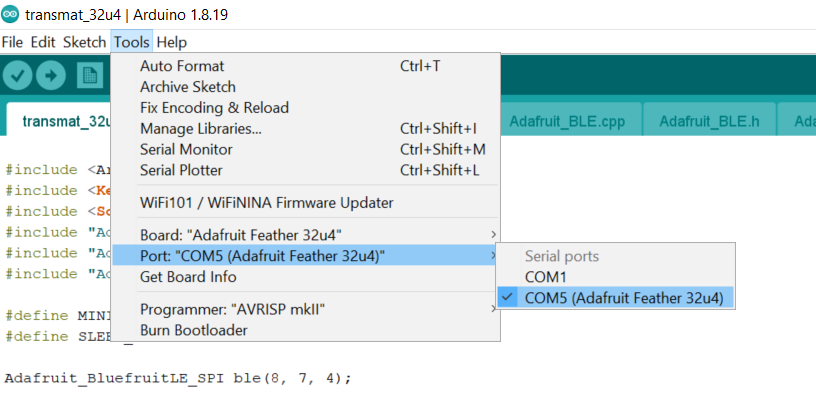 transmat_32u4 | Arduino 1.8.19
File Edit Sketch Tools Help
Auto Format Ctrl+T
Archive Sketch
Fix Encoding & Reload
Manage Libraries... Ctrl+Shift+I
Serial Monitor Ctrl+Shift+M
Serial Plotter Ctrl+Shift+L
WiFi101 / WiFiNINA Firmware Updater
Board: "Adafruit Feather 32u4"
Port: "COM5 (Adafruit Feather 32u4)"
Get Board Info
Programmer: "AVRISP mkII"
Burn Bootloader
Serial ports
COM1
COM5 (Adafruit Feather 32u4)
transmat_32u
Adafruit_BLE.cpp
Adafruit_BLE.h
Ada
#include <Ar
#include <Ke
#include <So
#include "Ad
#include "Ad
#include "Ad
#define MINI
#define SLEE_
Adafruit_BluefruitLE_SPI ble(8, 7, 4);